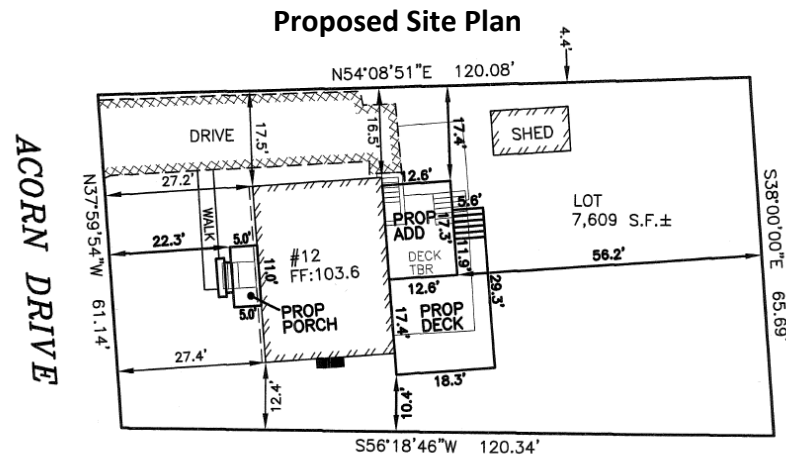 Proposed Site Plan
4.4'
N54°08'51"E 120.08'
DRIVE
17.5'
16.5'
17.4'
SHED
ACORN DRIVE
N37°59'54"W 61.14'
27.2'
WALK
12.6'
5.6'
LOT
7,609 S.F.±
S38°00'00"E 65.69'
22.3'
5.0'
11.0'
#12
FF:103.6
PROP
ADD
17.3'
DECK
TBR
11.9'
56.2'
5.0'
PROP
PORCH
12.6'
PROP
DECK
29.3'
17.4'
27.4'
12.4'
18.3'
10.4'
S56°18'46"W 120.34'